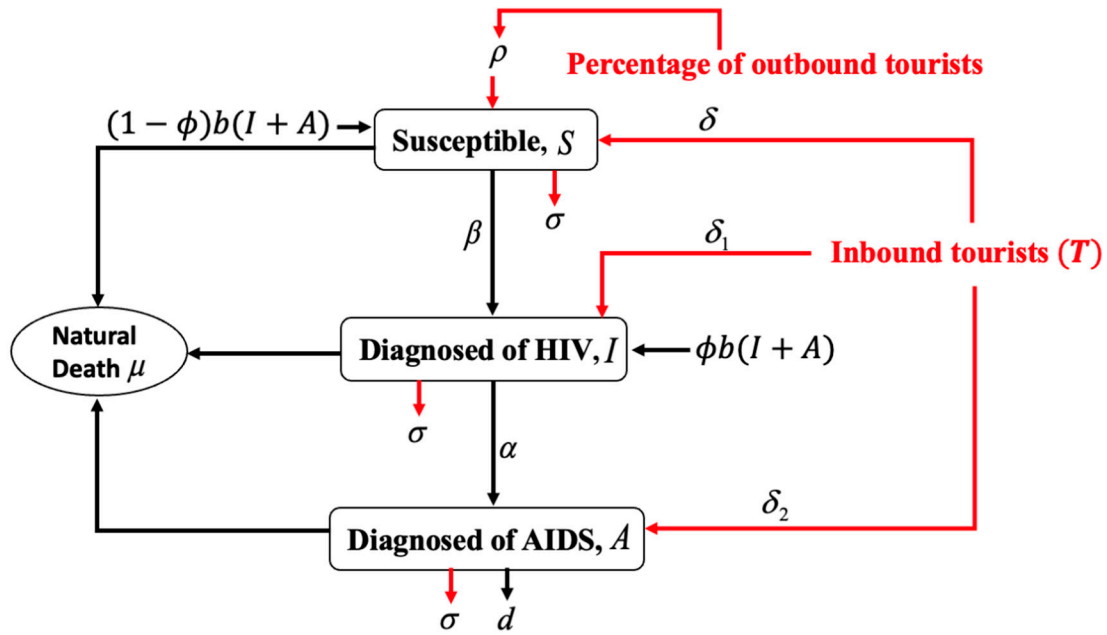 ρ
Percentage of outbound tourists
(1 − ϕ)b(I + A)
Susceptible, S
δ
β
σ
δ₁
Inbound tourists (T)
Natural
Death μ
Diagnosed of HIV, I
ϕb(I + A)
σ
α
δ₂
Diagnosed of AIDS, A
σ
d